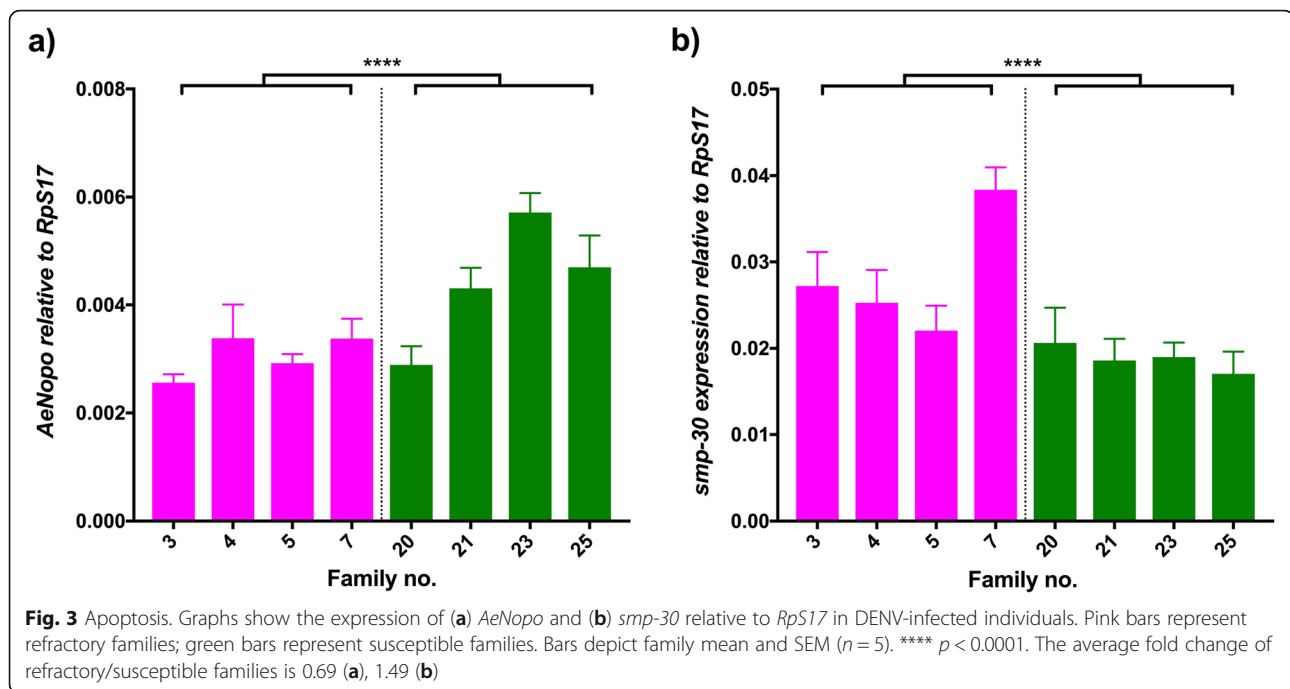 a)
****
0.008
0.006
0.004
0.002
0.000
AeNopo relative to RpS17
3 4 5 7 20 21 23 25
Family no.
b)
****
0.05
0.04
0.03
0.02
0.01
0.00
smp-30 expression relative to RpS17
3 4 5 7 20 21 23 25
Family no.
Fig. 3 Apoptosis. Graphs show the expression of (a) AeNopo and (b) smp-30 relative to RpS17 in DENV-infected individuals. Pink bars represent
refractory families; green bars represent susceptible families. Bars depict family mean and SEM (n = 5). **** p < 0.0001. The average fold change of
refractory/susceptible families is 0.69 (a), 1.49 (b)